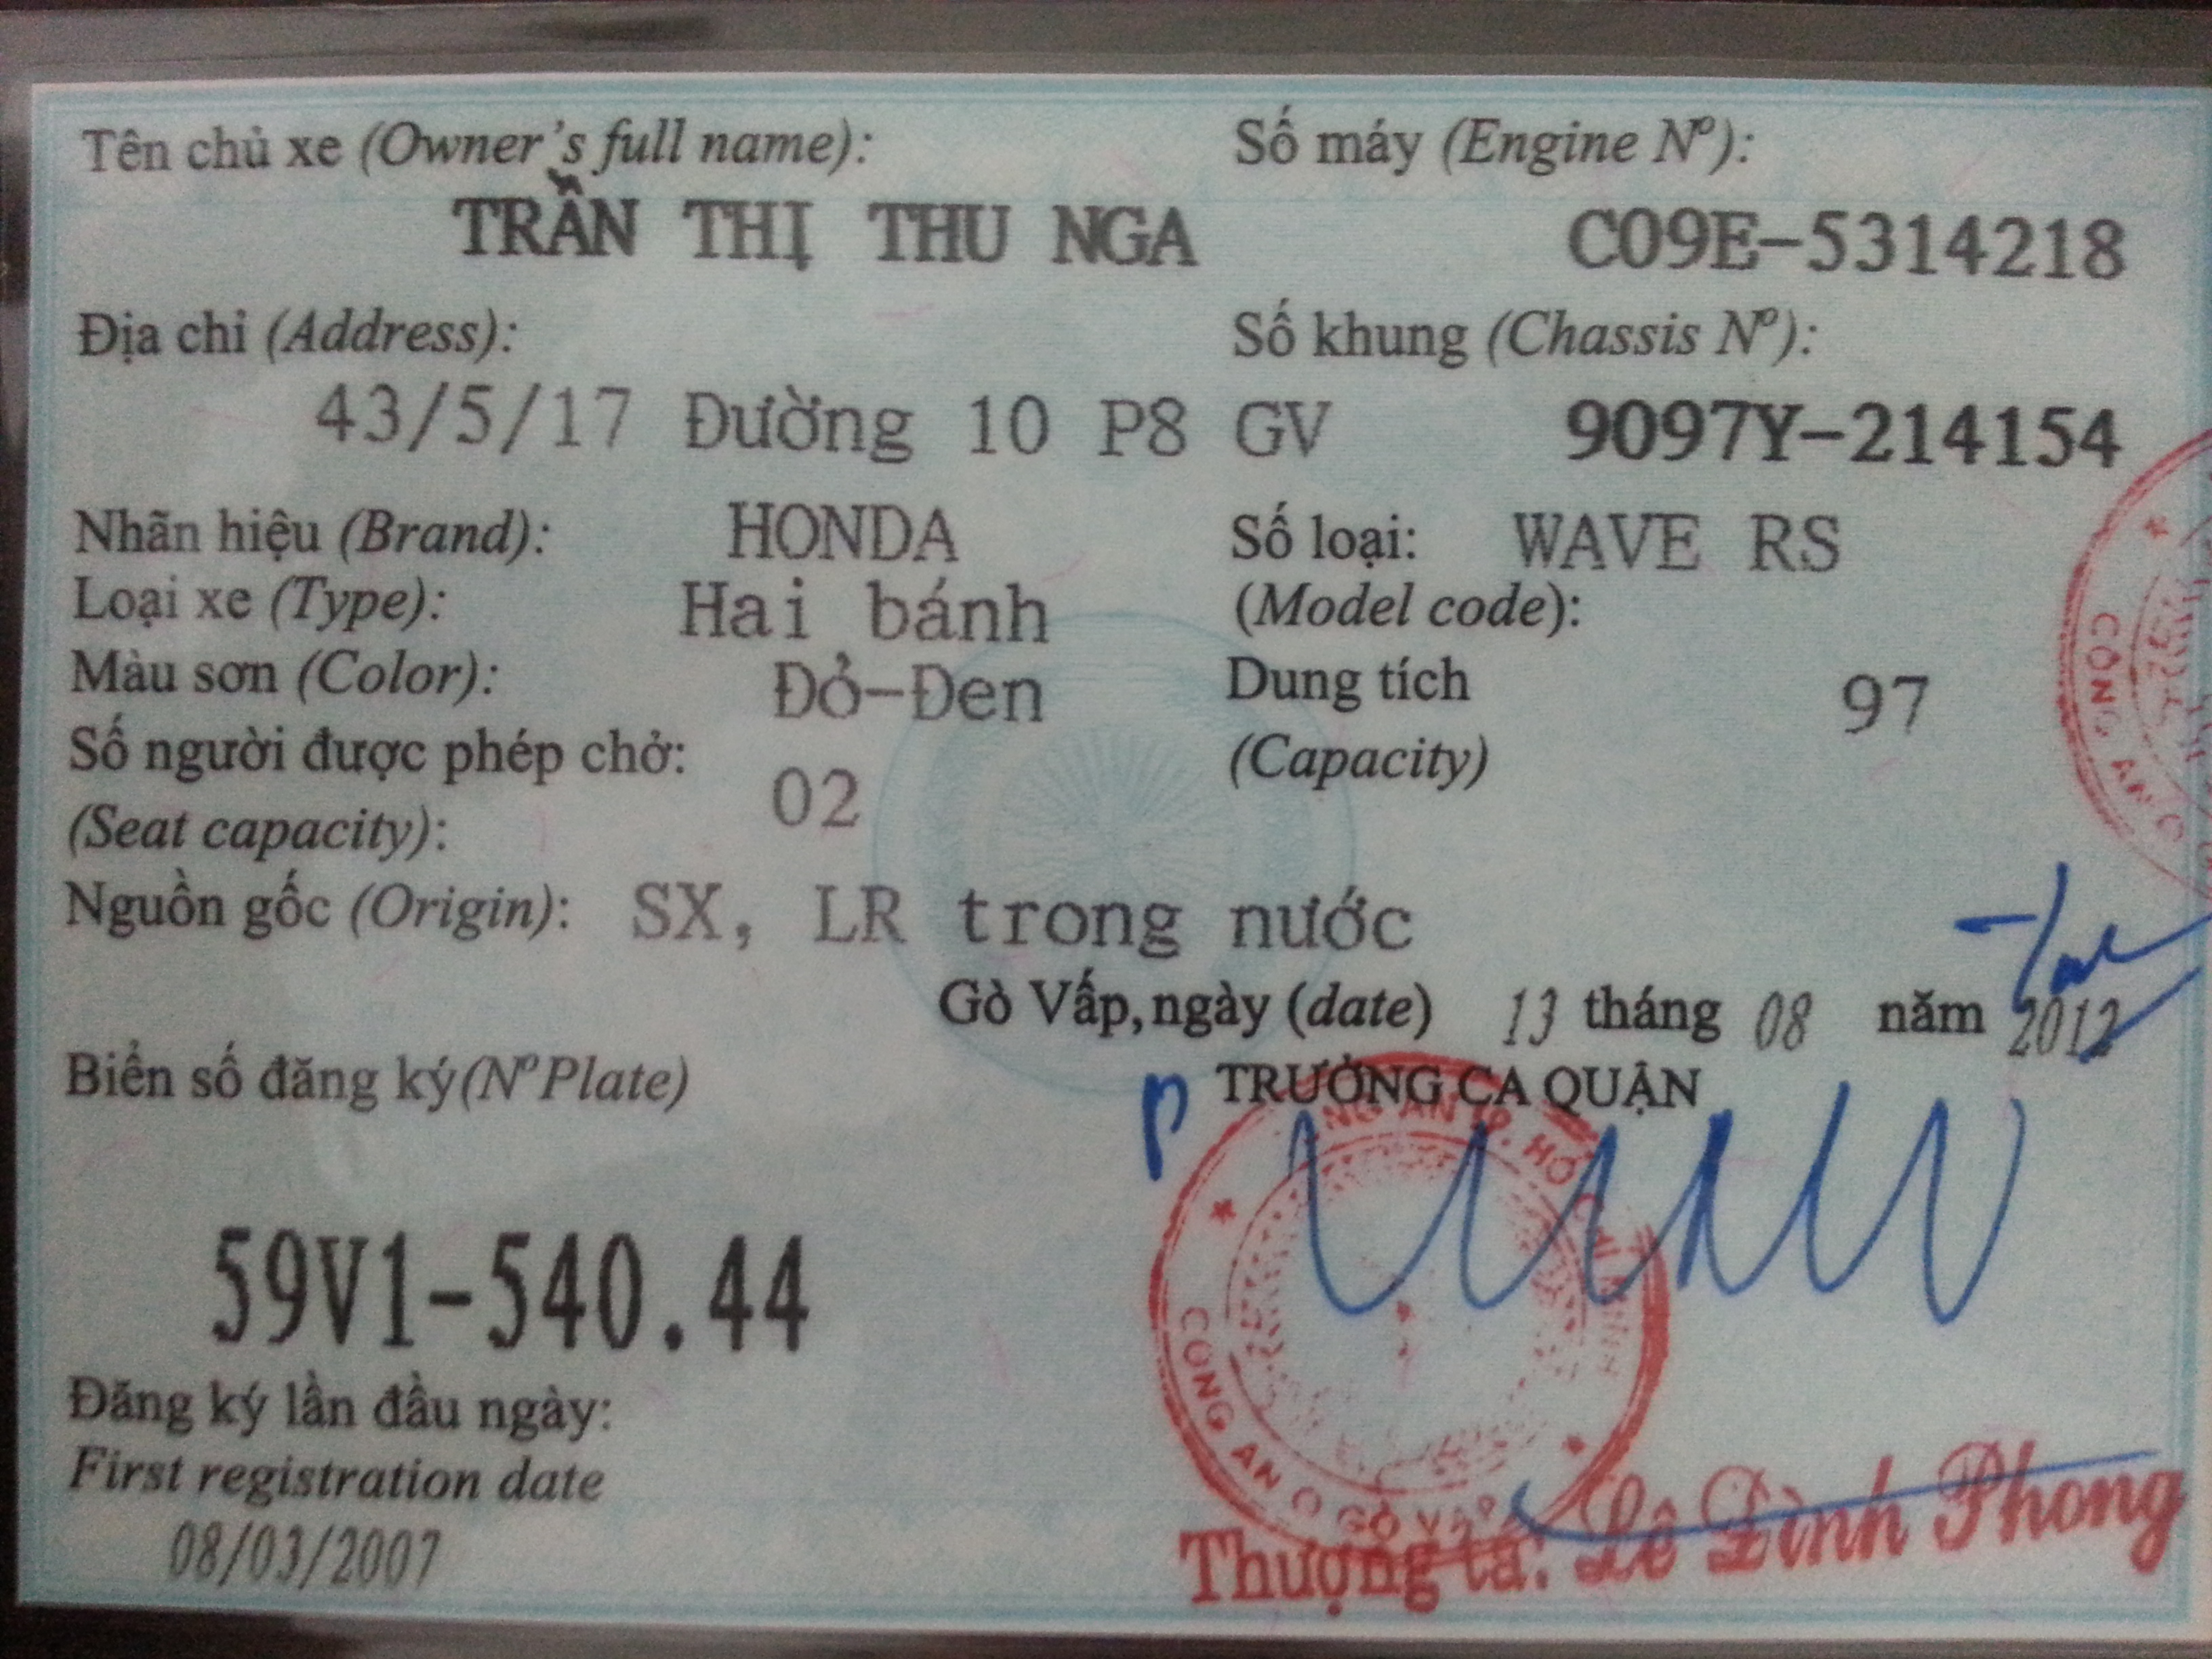 Tên chủ xe (Owner's full name):
TRẦN THỊ THU NGA
Số máy (Engine Nº):
C09E-5314218
Địa chỉ (Address):
43/5/17 Đường 10 P8 GV
Số khung (Chassis Nº):
9097Y-214154
Nhãn hiệu (Brand): HONDA
Số loại: WAVE RS
(Model code):
Loại xe (Type): Hai bánh
Màu sơn (Color): Đỏ-Đen
Dung tích 97
(Capacity)
Số người được phép chở: 02
(Seat capacity):
Nguồn gốc (Origin): SX, LR trong nước
Gò Vấp, ngày (date) 13 tháng 08 năm 2012
Biển số đăng ký(Nº Plate)
TRƯỞNG CA QUẬN
59V1-540.44
Đăng ký lần đầu ngày:
First registration date
08/03/2007
CÔNG AN Q GÒ VẤP
Thượng tá: Lê Đình Phong
CÔNG AN Q